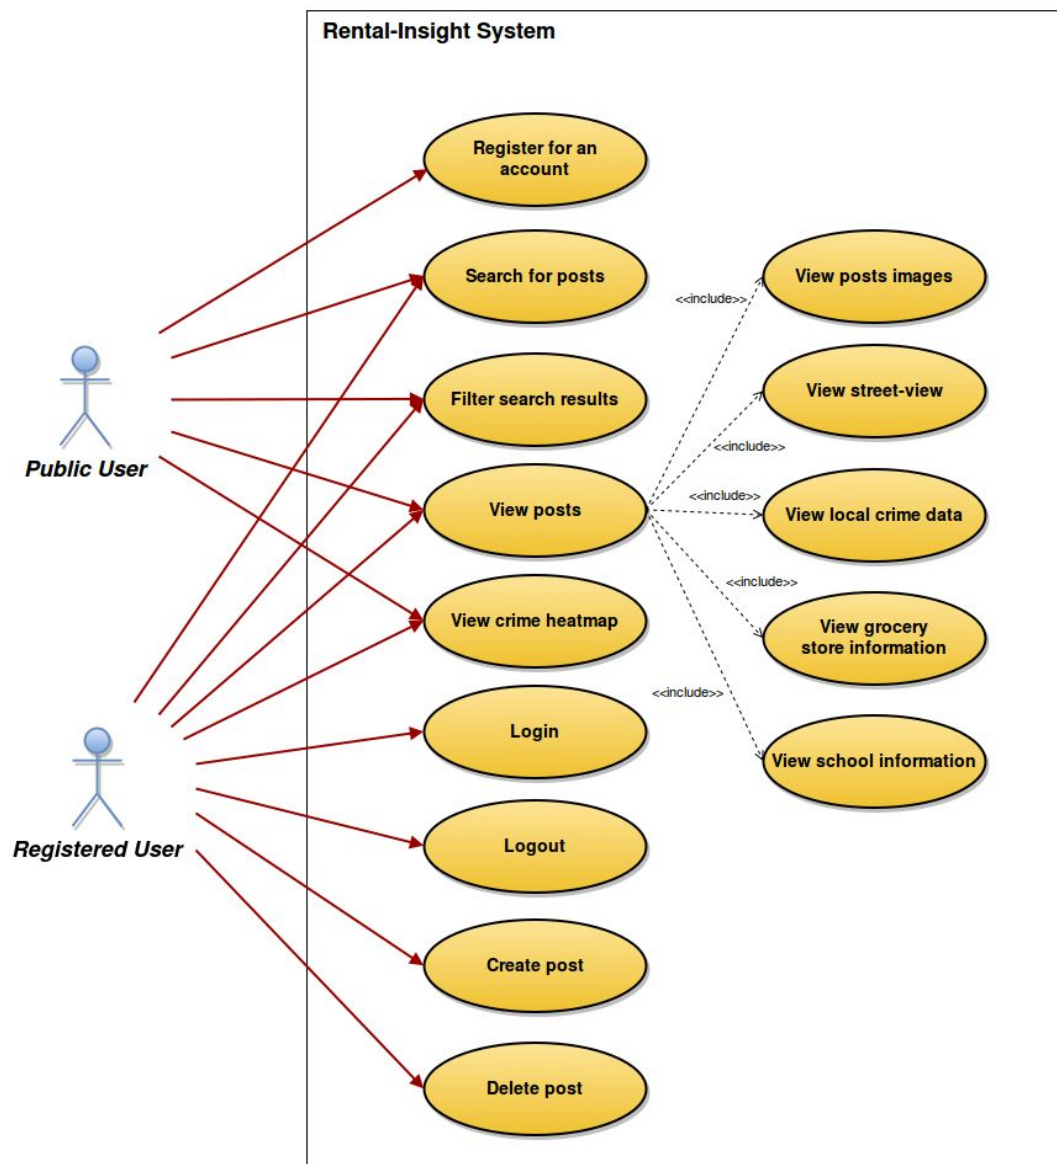 Rental-Insight System
Register for an
account
Search for posts
Filter search results
View posts
View crime heatmap
Login
Logout
Create post
Delete post
Public User
Registered User
<<include>>
<<include>>
<<include>>
<<include>>
<<include>>
View posts images
View street-view
View local crime data
View grocery
store information
View school information